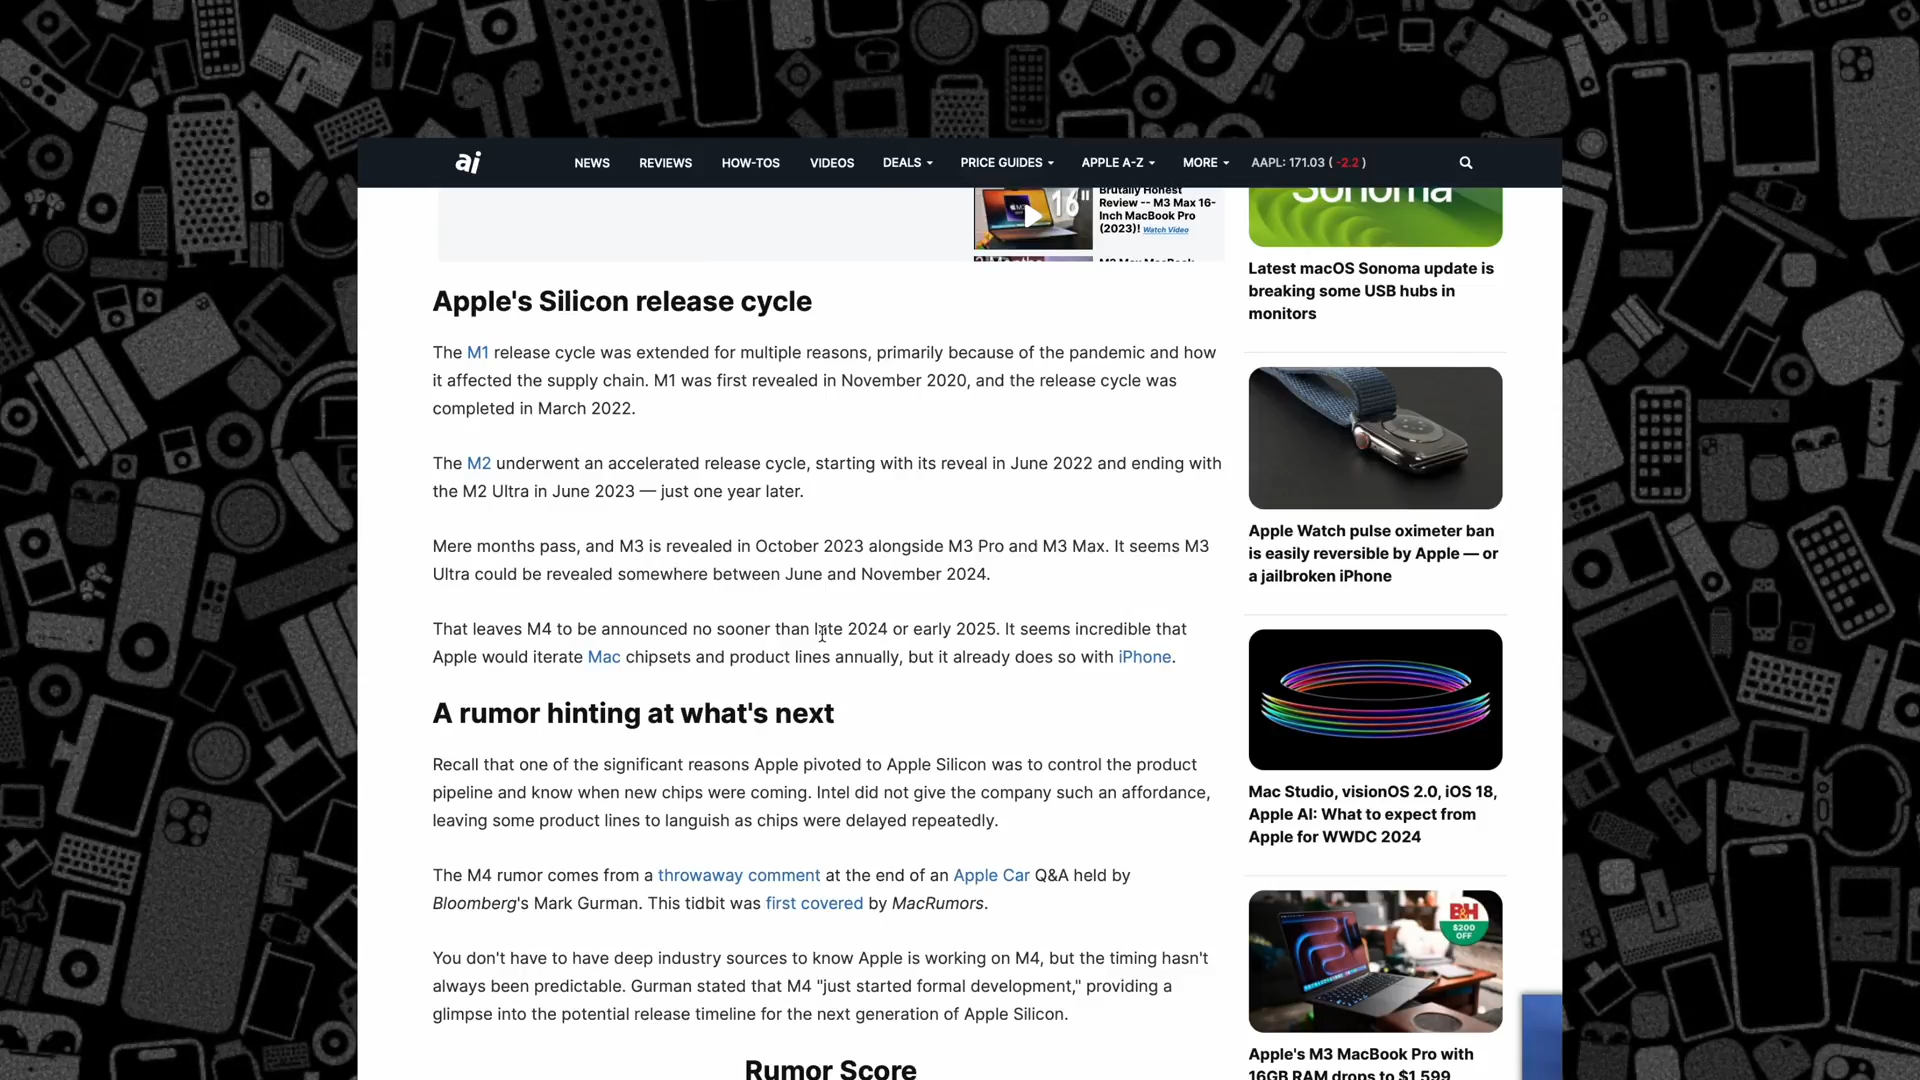 ai NEWS REVIEWS HOW-TOS VIDEOS DEALS PRICE GUIDES APPLE A-Z MORE AAPL: 171.03 ( -2.2 )
16"
Brutally Honest
Review -- M3 Max 16-
Inch MacBook Pro
(2023)! Watch Video
M3 Max MacBook
Apple's Silicon release cycle
The M1 release cycle was extended for multiple reasons, primarily because of the pandemic and how
it affected the supply chain. M1 was first revealed in November 2020, and the release cycle was
completed in March 2022.
The M2 underwent an accelerated release cycle, starting with its reveal in June 2022 and ending with
the M2 Ultra in June 2023 — just one year later.
Mere months pass, and M3 is revealed in October 2023 alongside M3 Pro and M3 Max. It seems M3
Ultra could be revealed somewhere between June and November 2024.
That leaves M4 to be announced no sooner than late 2024 or early 2025. It seems incredible that
Apple would iterate Mac chipsets and product lines annually, but it already does so with iPhone.
A rumor hinting at what's next
Recall that one of the significant reasons Apple pivoted to Apple Silicon was to control the product
pipeline and know when new chips were coming. Intel did not give the company such an affordance,
leaving some product lines to languish as chips were delayed repeatedly.
The M4 rumor comes from a throwaway comment at the end of an Apple Car Q&A held by
Bloomberg's Mark Gurman. This tidbit was first covered by MacRumors.
You don't have to have deep industry sources to know Apple is working on M4, but the timing hasn't
always been predictable. Gurman stated that M4 "just started formal development," providing a
glimpse into the potential release timeline for the next generation of Apple Silicon.
Rumor Score
Sonoma
Latest macOS Sonoma update is
breaking some USB hubs in
monitors
Apple Watch pulse oximeter ban
is easily reversible by Apple — or
a jailbroken iPhone
Mac Studio, visionOS 2.0, iOS 18,
Apple AI: What to expect from
Apple for WWDC 2024
B&H
$200
OFF
Apple's M3 MacBook Pro with
16GB RAM drops to $1,599